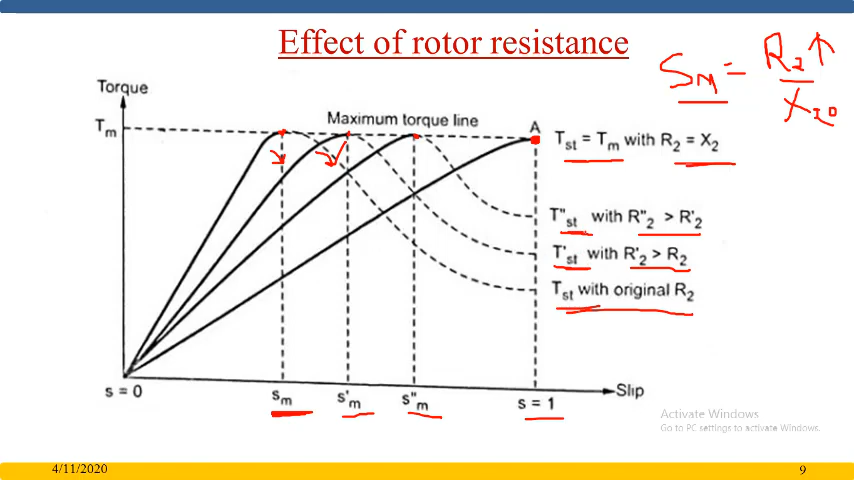 Effect of rotor resistance
Sₘ = R₂↑ / X₂₀
Torque
Tₘ
Maximum torque line
A
Tₛₜ = Tₘ with R₂ = X₂
T"ₛₜ with R"₂ > R'₂
T'ₛₜ with R'₂ > R₂
Tₛₜ with original R₂
s = 0
sₘ
s'ₘ
s"ₘ
s = 1
Slip
Activate Windows
Go to PC settings to activate Windows.
4/11/2020
9